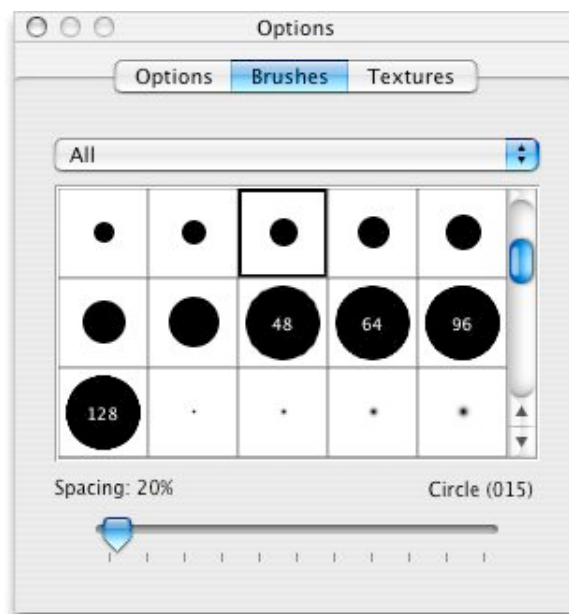 Options
Options Brushes Textures
All
48 64 96
128
Spacing: 20% Circle (015)